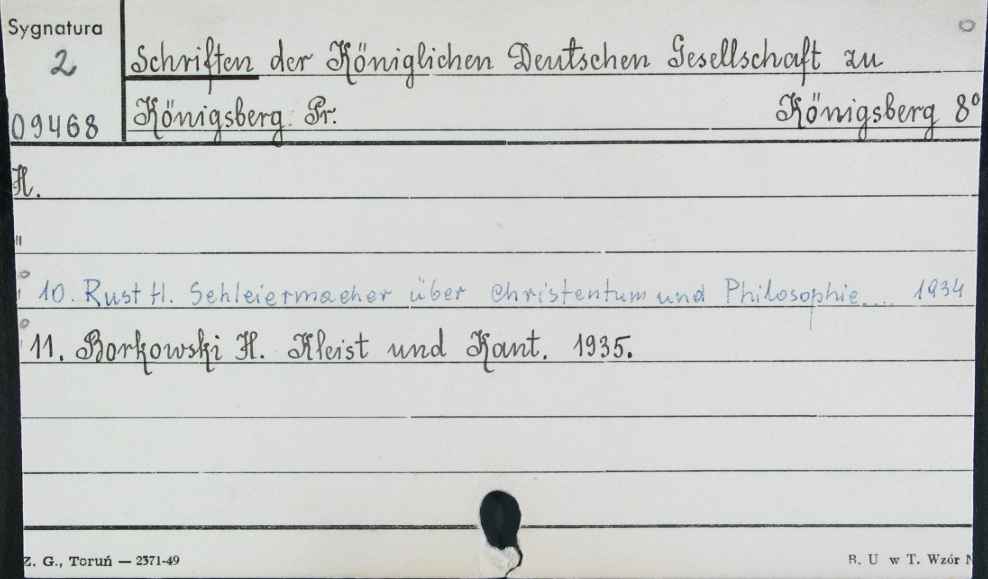 Sygnatura
2
Schriften der Königlichen Deutschen Gesellschaft zu
09468 Königsberg Pr. Königsberg 8°
H.
"
10. Rust H. Schleiermacher über Christentum und Philosophie.... 1934
11. Borkowski H. Kleist und Kant. 1935.
Z. G., Toruń — 2371-49 B. U w T. Wzór N